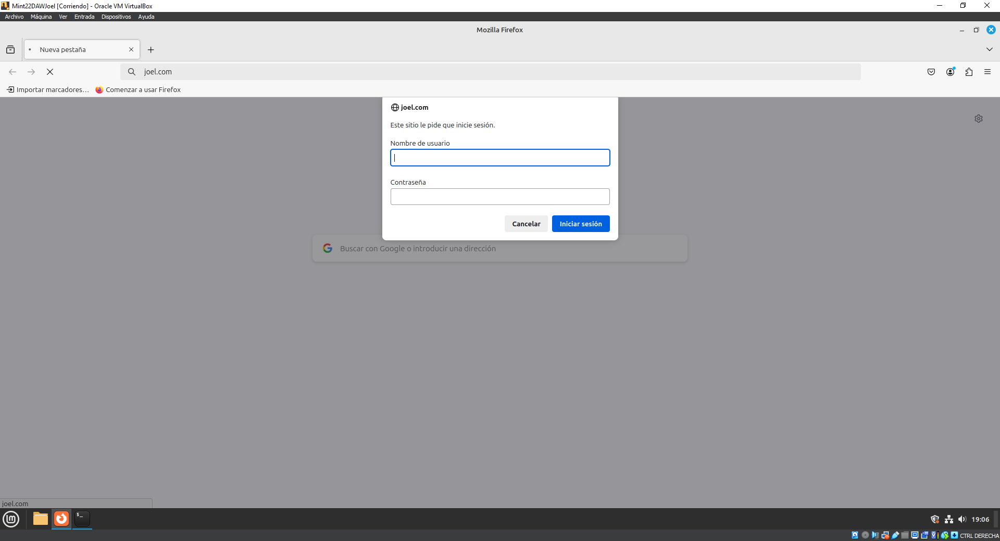 Mint22DAWJoel [Corriendo] - Oracle VM VirtualBox
Archivo Máquina Ver Entrada Dispositivos Ayuda
Mozilla Firefox
Nueva pestaña
joel.com
Importar marcadores... Comenzar a usar Firefox
joel.com
Este sitio le pide que inicie sesión.
Nombre de usuario
Contraseña
Cancelar Iniciar sesión
Buscar con Google o introducir una dirección
joel.com
19:06
CTRL DERECHA